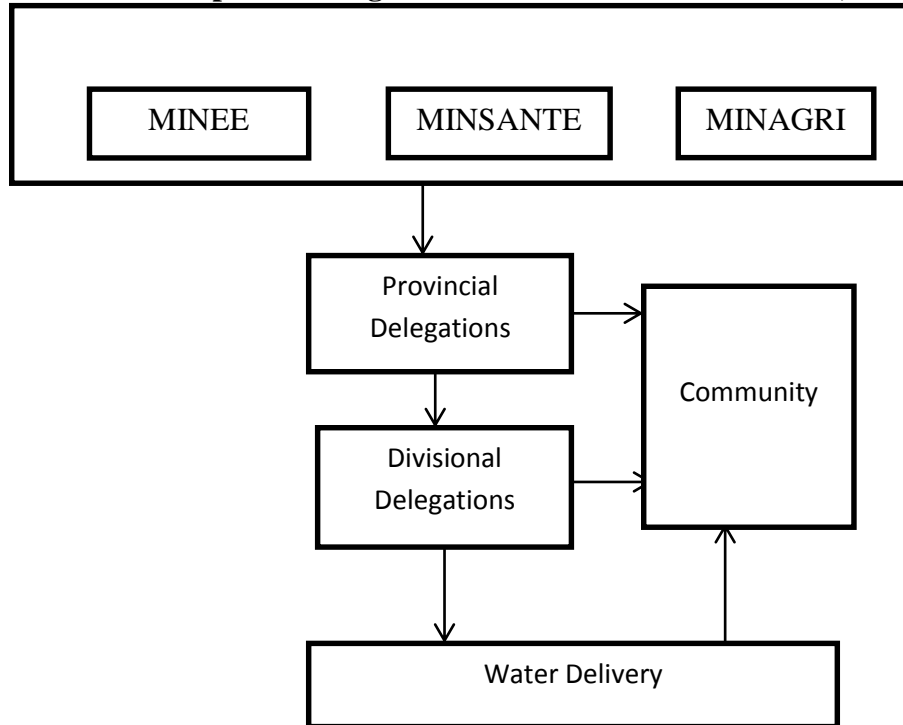 MINEE MINSANTE MINAGRI
Provincial
Delegations
Community
Divisional
Delegations
Water Delivery